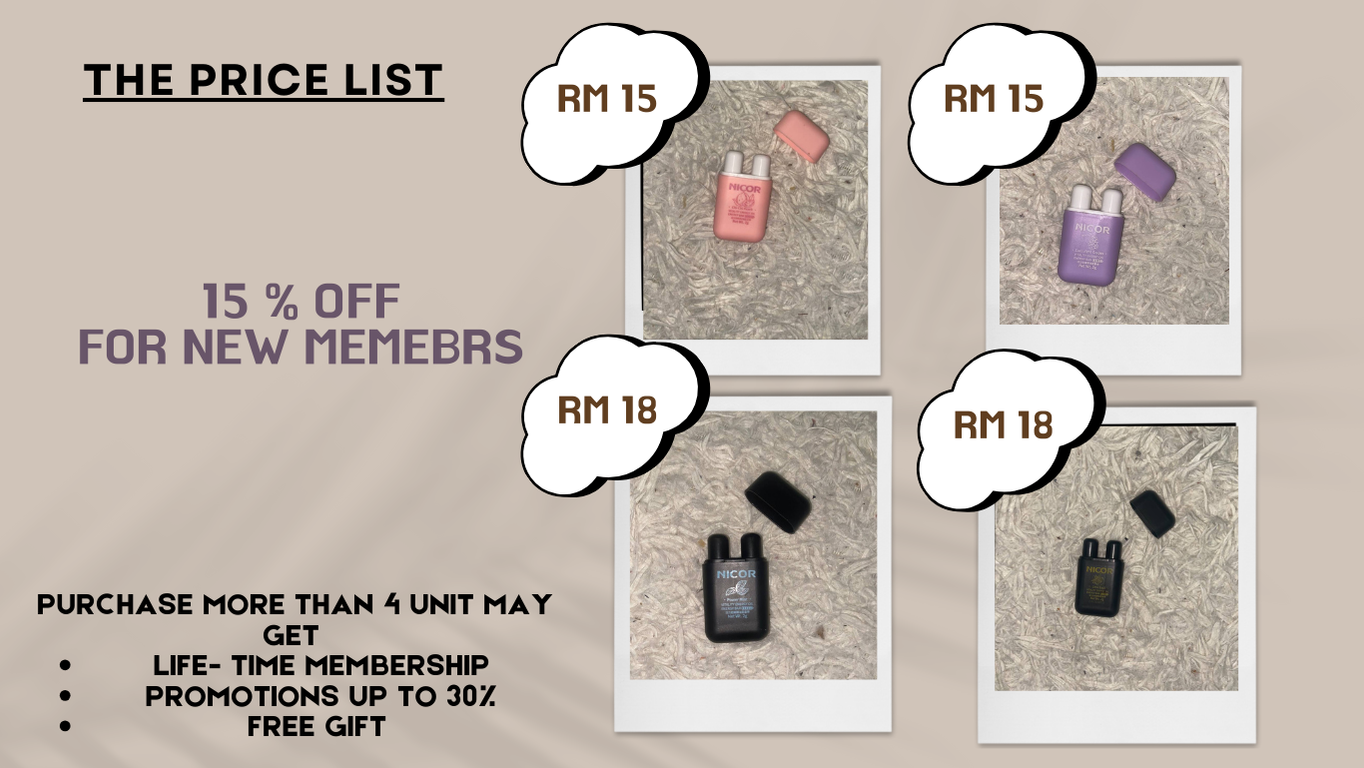 THE PRICE LIST
15 % OFF
FOR NEW MEMEBRS
PURCHASE MORE THAN 4 UNIT MAY
GET
• LIFE- TIME MEMBERSHIP
• PROMOTIONS UP TO 30%
• FREE GIFT
RM 15
NICOR
RM 15
NICOR
RM 18
NICOR
RM 18
NICOR